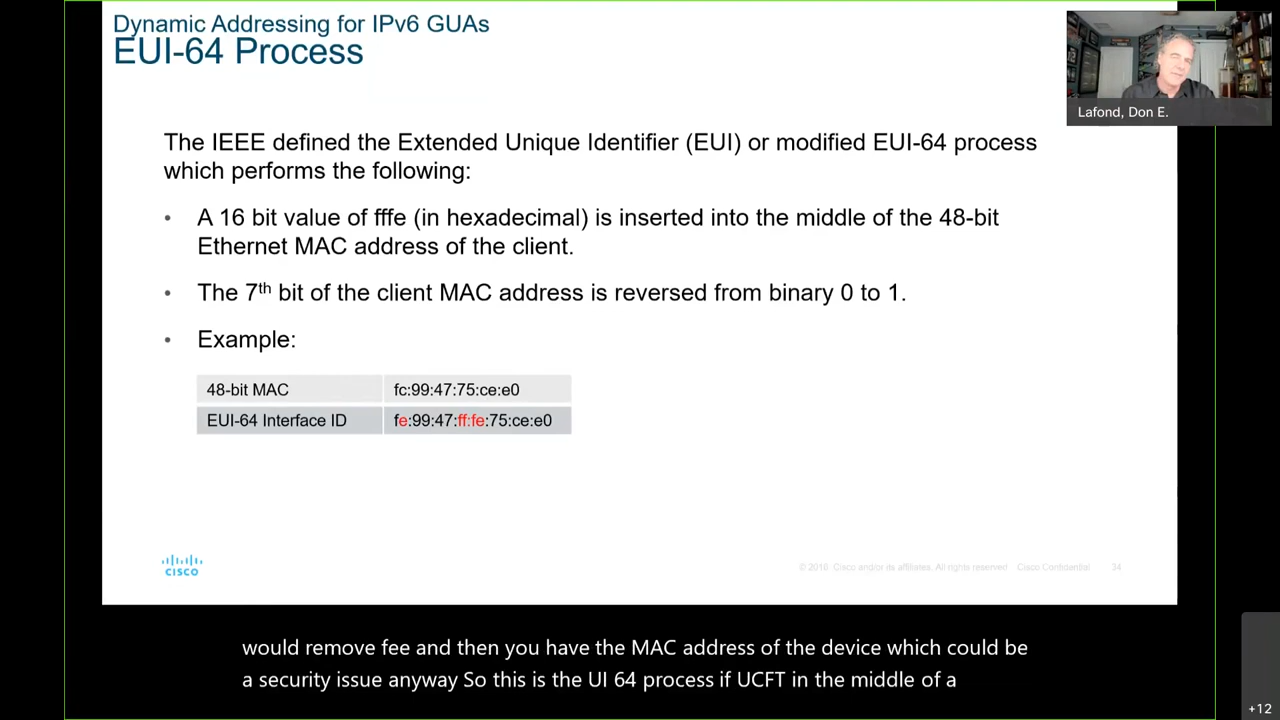 Dynamic Addressing for IPv6 GUAs
EUI-64 Process
Lafond, Don E.
The IEEE defined the Extended Unique Identifier (EUI) or modified EUI-64 process
which performs the following:
• A 16 bit value of fffe (in hexadecimal) is inserted into the middle of the 48-bit
Ethernet MAC address of the client.
• The 7th bit of the client MAC address is reversed from binary 0 to 1.
• Example:
48-bit MAC fc:99:47:75:ce:e0
EUI-64 Interface ID fe:99:47:ff:fe:75:ce:e0
CISCO
© 2016 Cisco and/or its affiliates. All rights reserved. Cisco Confidential 34
would remove fee and then you have the MAC address of the device which could be
a security issue anyway So this is the UI 64 process if UCFT in the middle of a
+12